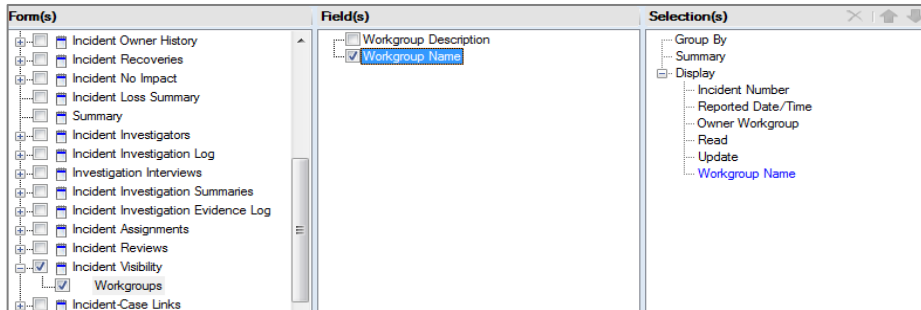 Form(s)
Incident Owner History
Incident Recoveries
Incident No Impact
Incident Loss Summary
Summary
Incident Investigators
Incident Investigation Log
Investigation Interviews
Incident Investigation Summaries
Incident Investigation Evidence Log
Incident Assignments
Incident Reviews
Incident Visibility
Workgroups
Incident-Case Links
Field(s)
Workgroup Description
Workgroup Name
Selection(s)
Group By
Summary
Display
Incident Number
Reported Date/Time
Owner Workgroup
Read
Update
Workgroup Name